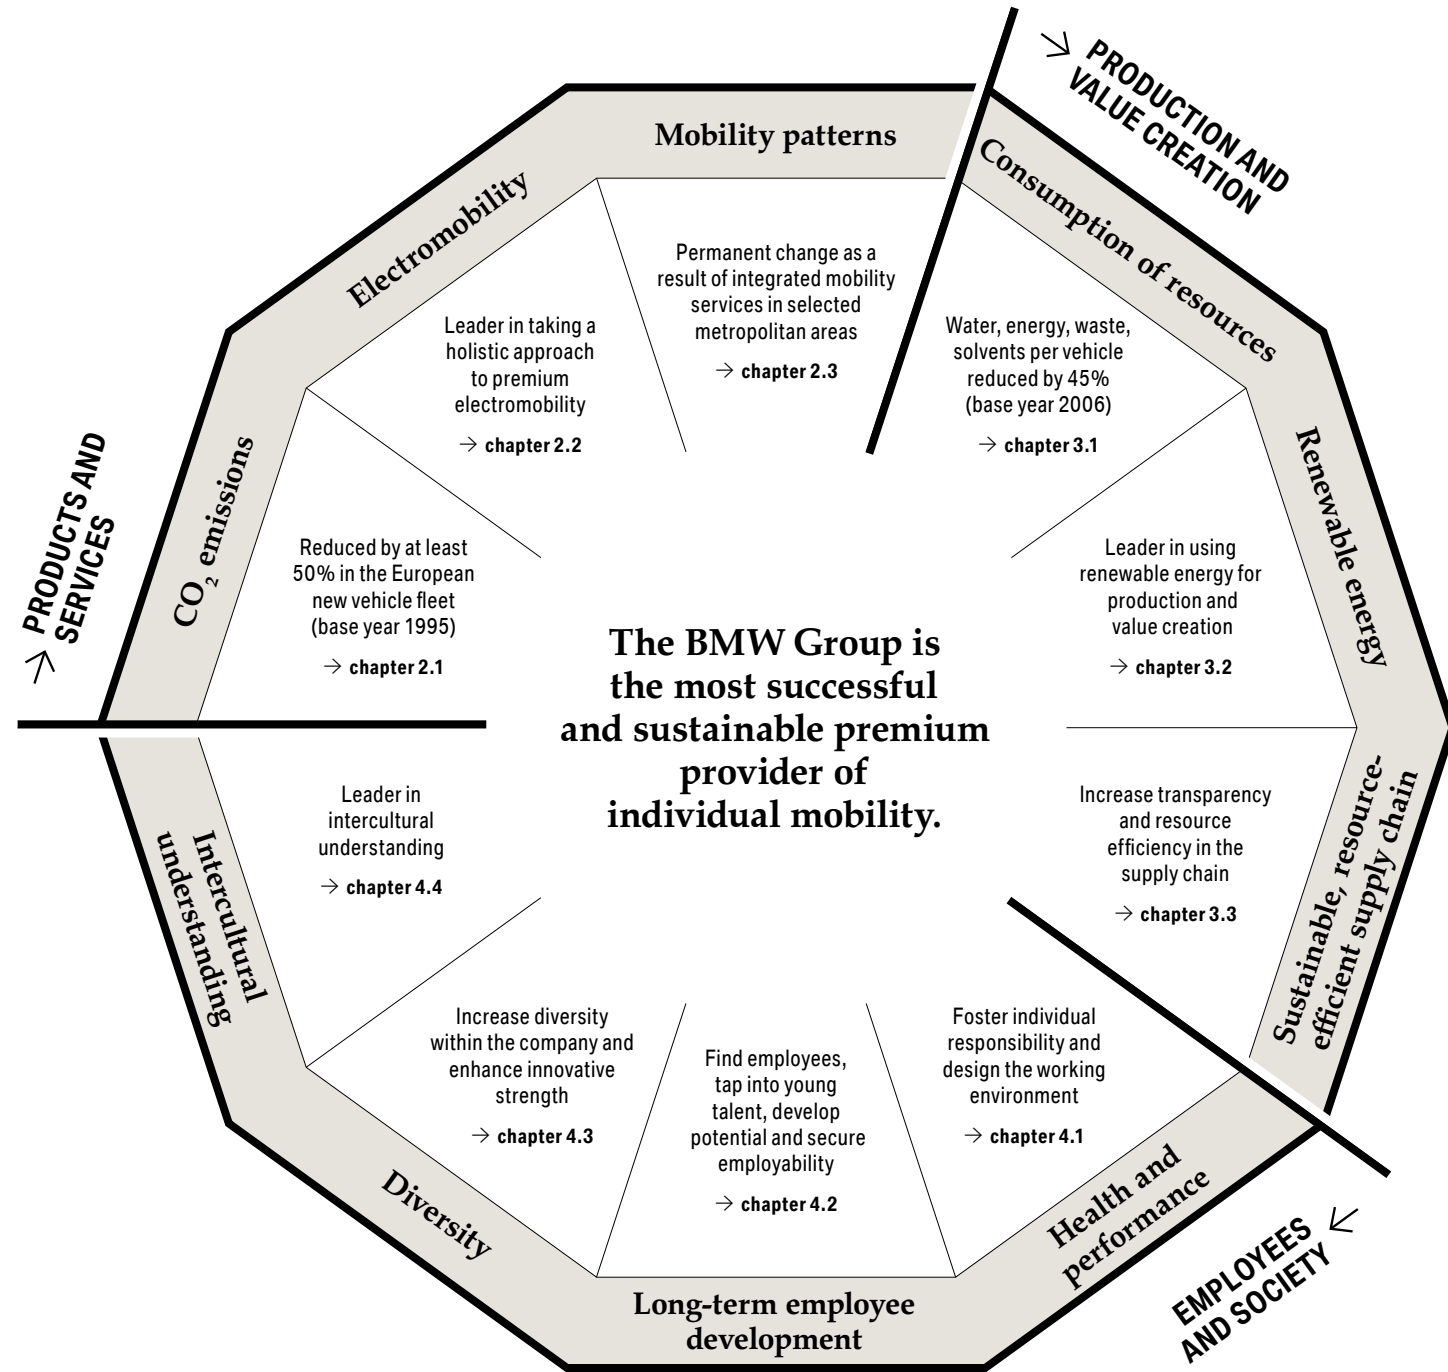 PRODUCTS AND
SERVICES
CO₂ emissions
Reduced by at least
50% in the European
new vehicle fleet
(base year 1995)
→ chapter 2.1
Electromobility
Leader in taking a
holistic approach
to premium
electromobility
→ chapter 2.2
Mobility patterns
Permanent change as a
result of integrated mobility
services in selected
metropolitan areas
→ chapter 2.3
PRODUCTION AND
VALUE CREATION
Consumption of resources
Water, energy, waste,
solvents per vehicle
reduced by 45%
(base year 2006)
→ chapter 3.1
Renewable energy
Leader in using
renewable energy for
production and
value creation
→ chapter 3.2
Sustainable, resource-
efficient supply chain
Increase transparency
and resource
efficiency in the
supply chain
→ chapter 3.3
EMPLOYEES
AND SOCIETY
Health and
performance
Foster individual
responsibility and
design the working
environment
→ chapter 4.1
Long-term employee
development
Find employees,
tap into young
talent, develop
potential and secure
employability
→ chapter 4.2
Diversity
Increase diversity
within the company and
enhance innovative
strength
→ chapter 4.3
Intercultural
understanding
Leader in
intercultural
understanding
→ chapter 4.4
The BMW Group is
the most successful
and sustainable premium
provider of
individual mobility.